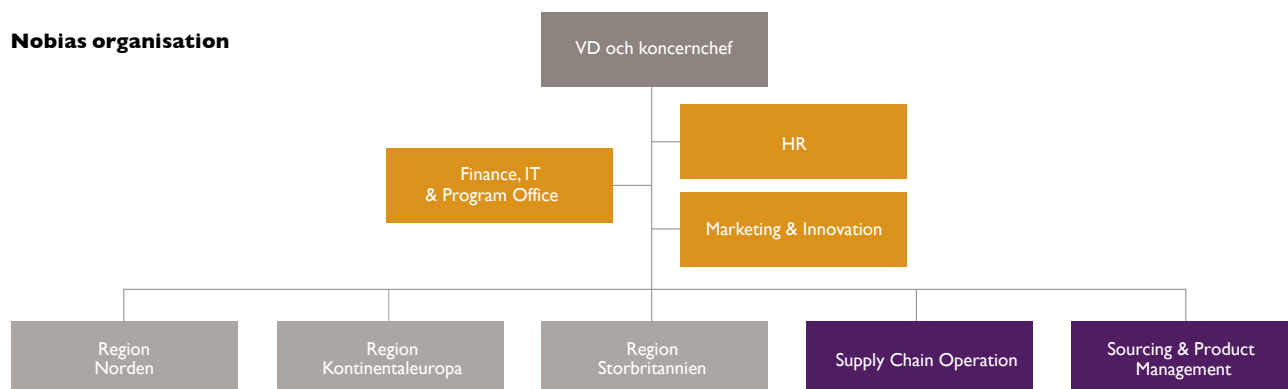 Nobias organisation
VD och koncernchef
HR
Finance, IT
& Program Office
Marketing & Innovation
Region
Norden
Region
Kontinentaleuropa
Region
Storbritannien
Supply Chain Operation
Sourcing & Product
Management